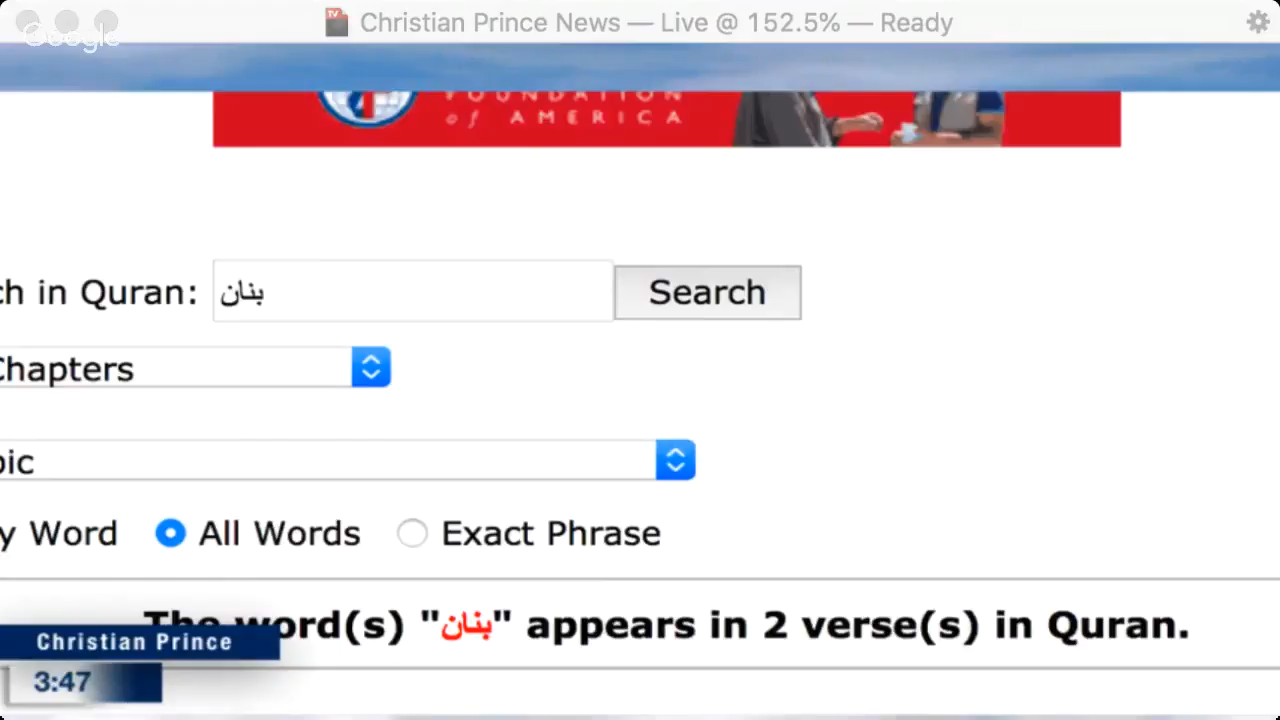 Christian Prince News — Live @ 152.5% — Ready
Google
FOUNDATION
of AMERICA
ch in Quran: بنان Search
Chapters
bic
y Word All Words Exact Phrase
The word(s) "بنان" appears in 2 verse(s) in Quran.
Christian Prince
3:47